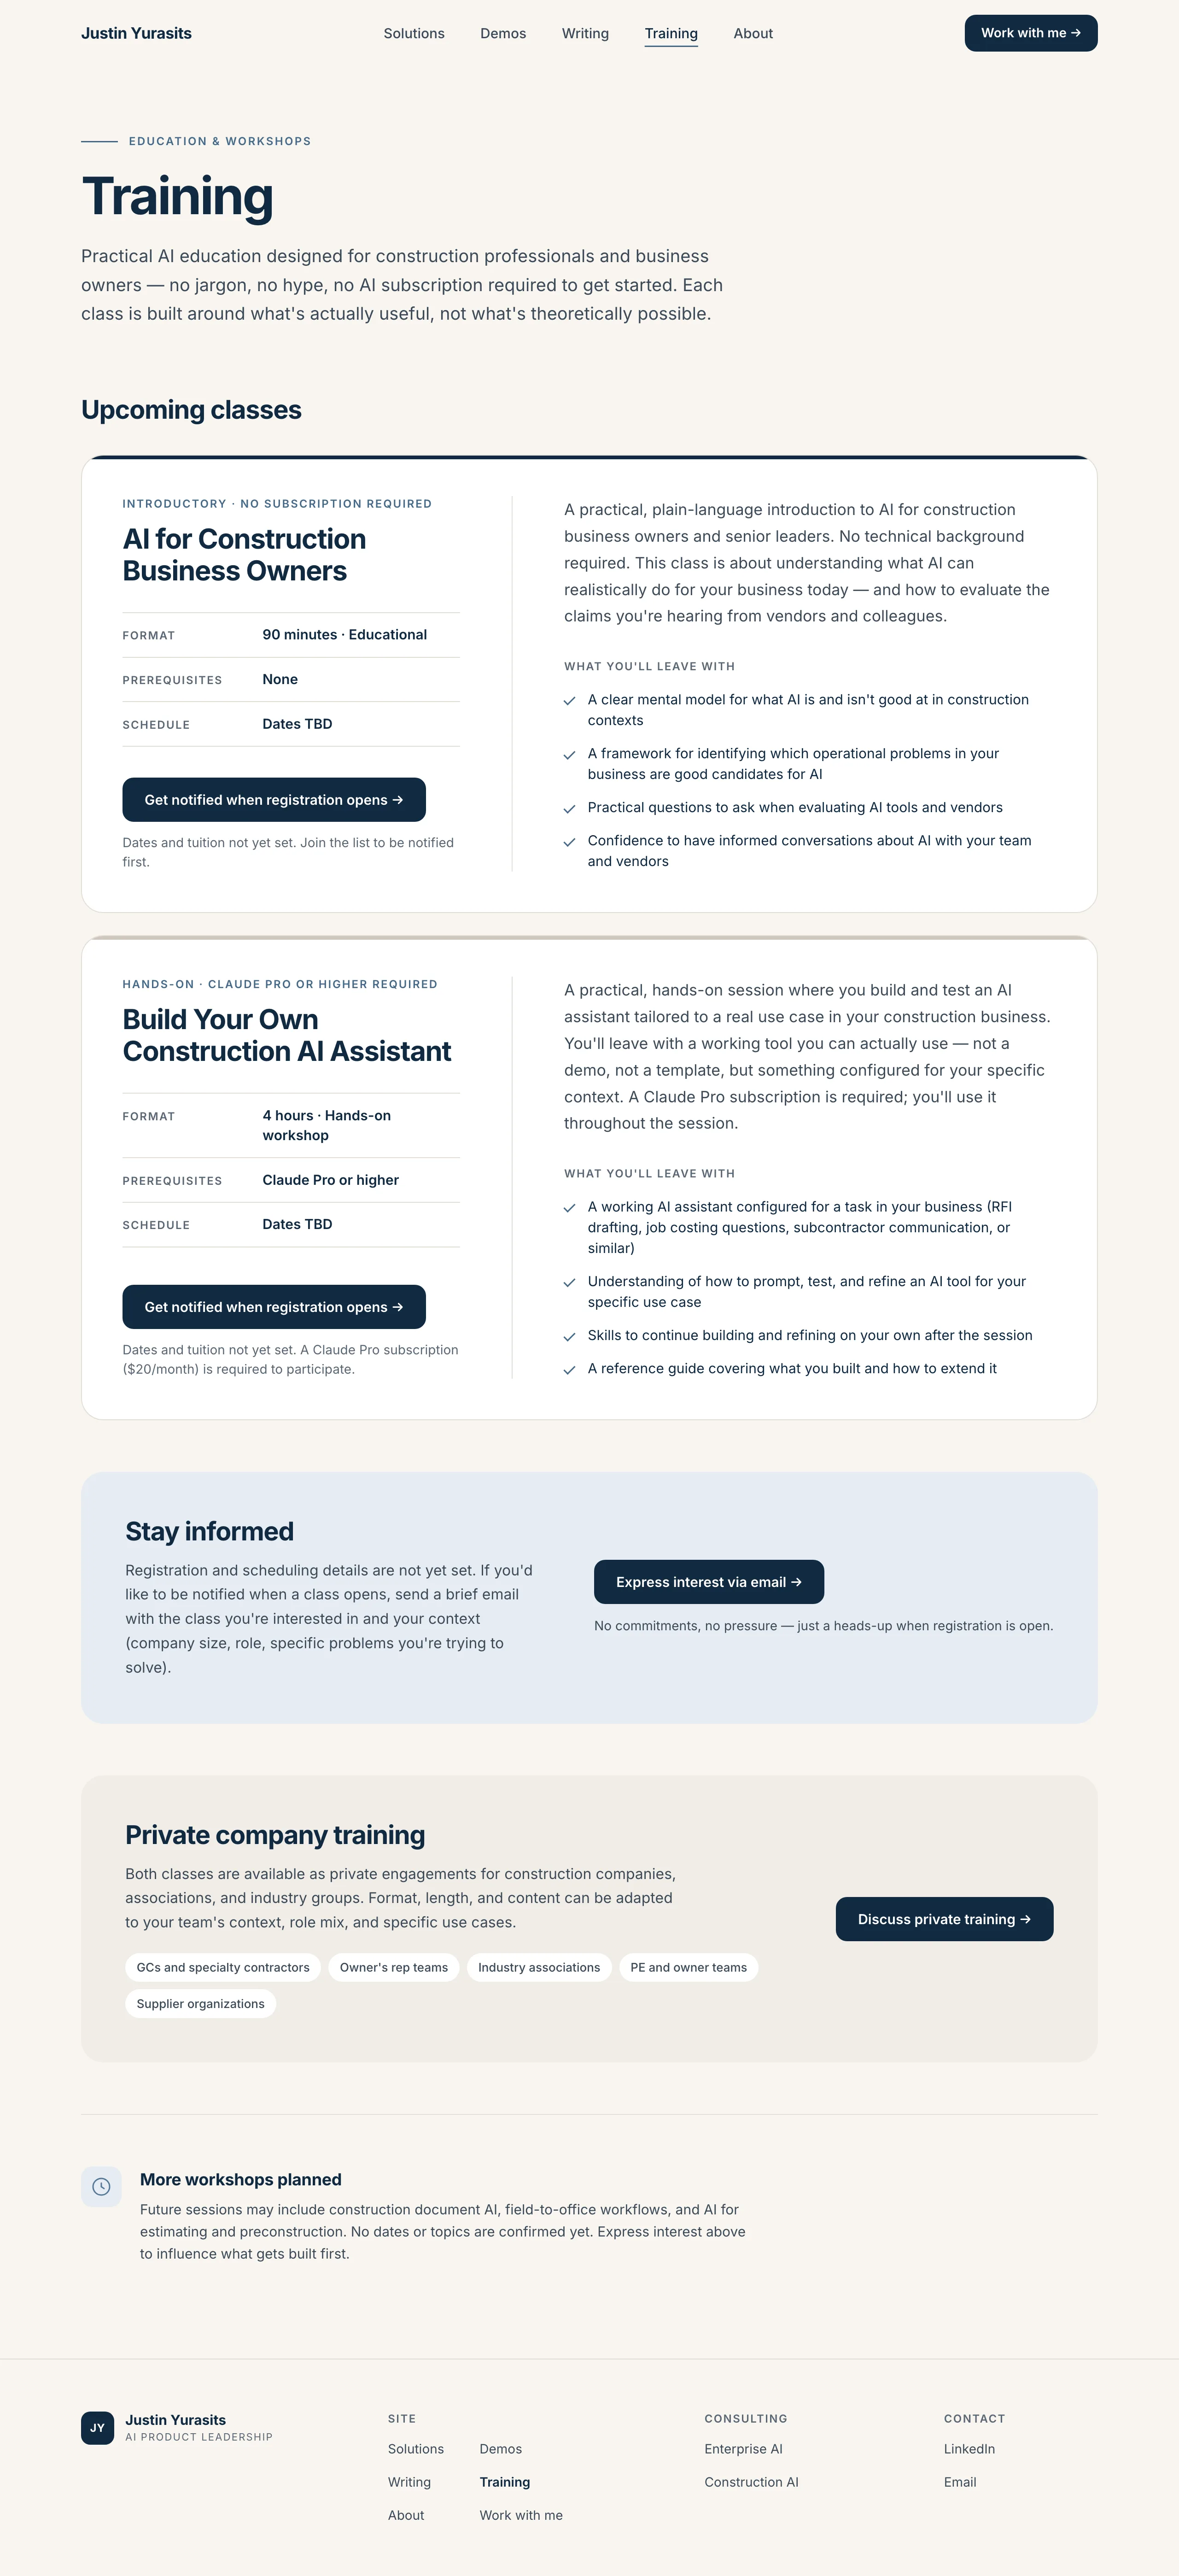 Justin Yurasits
Solutions
Demos
Writing
Training
About
Work with me →
EDUCATION & WORKSHOPS
Training
Practical AI education designed for construction professionals and business
owners — no jargon, no hype, no AI subscription required to get started. Each
class is built around what's actually useful, not what's theoretically possible.
Upcoming classes
INTRODUCTORY · NO SUBSCRIPTION REQUIRED
AI for Construction
Business Owners
FORMAT 90 minutes · Educational
PREREQUISITES None
SCHEDULE Dates TBD
Get notified when registration opens →
Dates and tuition not yet set. Join the list to be notified
first.
A practical, plain-language introduction to AI for construction
business owners and senior leaders. No technical background
required. This class is about understanding what AI can
realistically do for your business today — and how to evaluate the
claims you're hearing from vendors and colleagues.
WHAT YOU'LL LEAVE WITH
A clear mental model for what AI is and isn't good at in construction
contexts
A framework for identifying which operational problems in your
business are good candidates for AI
Practical questions to ask when evaluating AI tools and vendors
Confidence to have informed conversations about AI with your team
and vendors
HANDS-ON · CLAUDE PRO OR HIGHER REQUIRED
Build Your Own
Construction AI Assistant
FORMAT 4 hours · Hands-on
workshop
PREREQUISITES Claude Pro or higher
SCHEDULE Dates TBD
Get notified when registration opens →
Dates and tuition not yet set. A Claude Pro subscription
($20/month) is required to participate.
A practical, hands-on session where you build and test an AI
assistant tailored to a real use case in your construction business.
You'll leave with a working tool you can actually use — not a
demo, not a template, but something configured for your specific
context. A Claude Pro subscription is required; you'll use it
throughout the session.
WHAT YOU'LL LEAVE WITH
A working AI assistant configured for a task in your business (RFI
drafting, job costing questions, subcontractor communication, or
similar)
Understanding of how to prompt, test, and refine an AI tool for your
specific use case
Skills to continue building and refining on your own after the session
A reference guide covering what you built and how to extend it
Stay informed
Registration and scheduling details are not yet set. If you'd
like to be notified when a class opens, send a brief email
with the class you're interested in and your context
(company size, role, specific problems you're trying to
solve).
Express interest via email →
No commitments, no pressure — just a heads-up when registration is open.
Private company training
Both classes are available as private engagements for construction companies,
associations, and industry groups. Format, length, and content can be adapted
to your team's context, role mix, and specific use cases.
GCs and specialty contractors
Owner's rep teams
Industry associations
PE and owner teams
Supplier organizations
Discuss private training →
More workshops planned
Future sessions may include construction document AI, field-to-office workflows, and AI for
estimating and preconstruction. No dates or topics are confirmed yet. Express interest above
to influence what gets built first.
JY
Justin Yurasits
AI PRODUCT LEADERSHIP
SITE
Solutions
Demos
Writing
Training
About
Work with me
CONSULTING
Enterprise AI
Construction AI
CONTACT
LinkedIn
Email